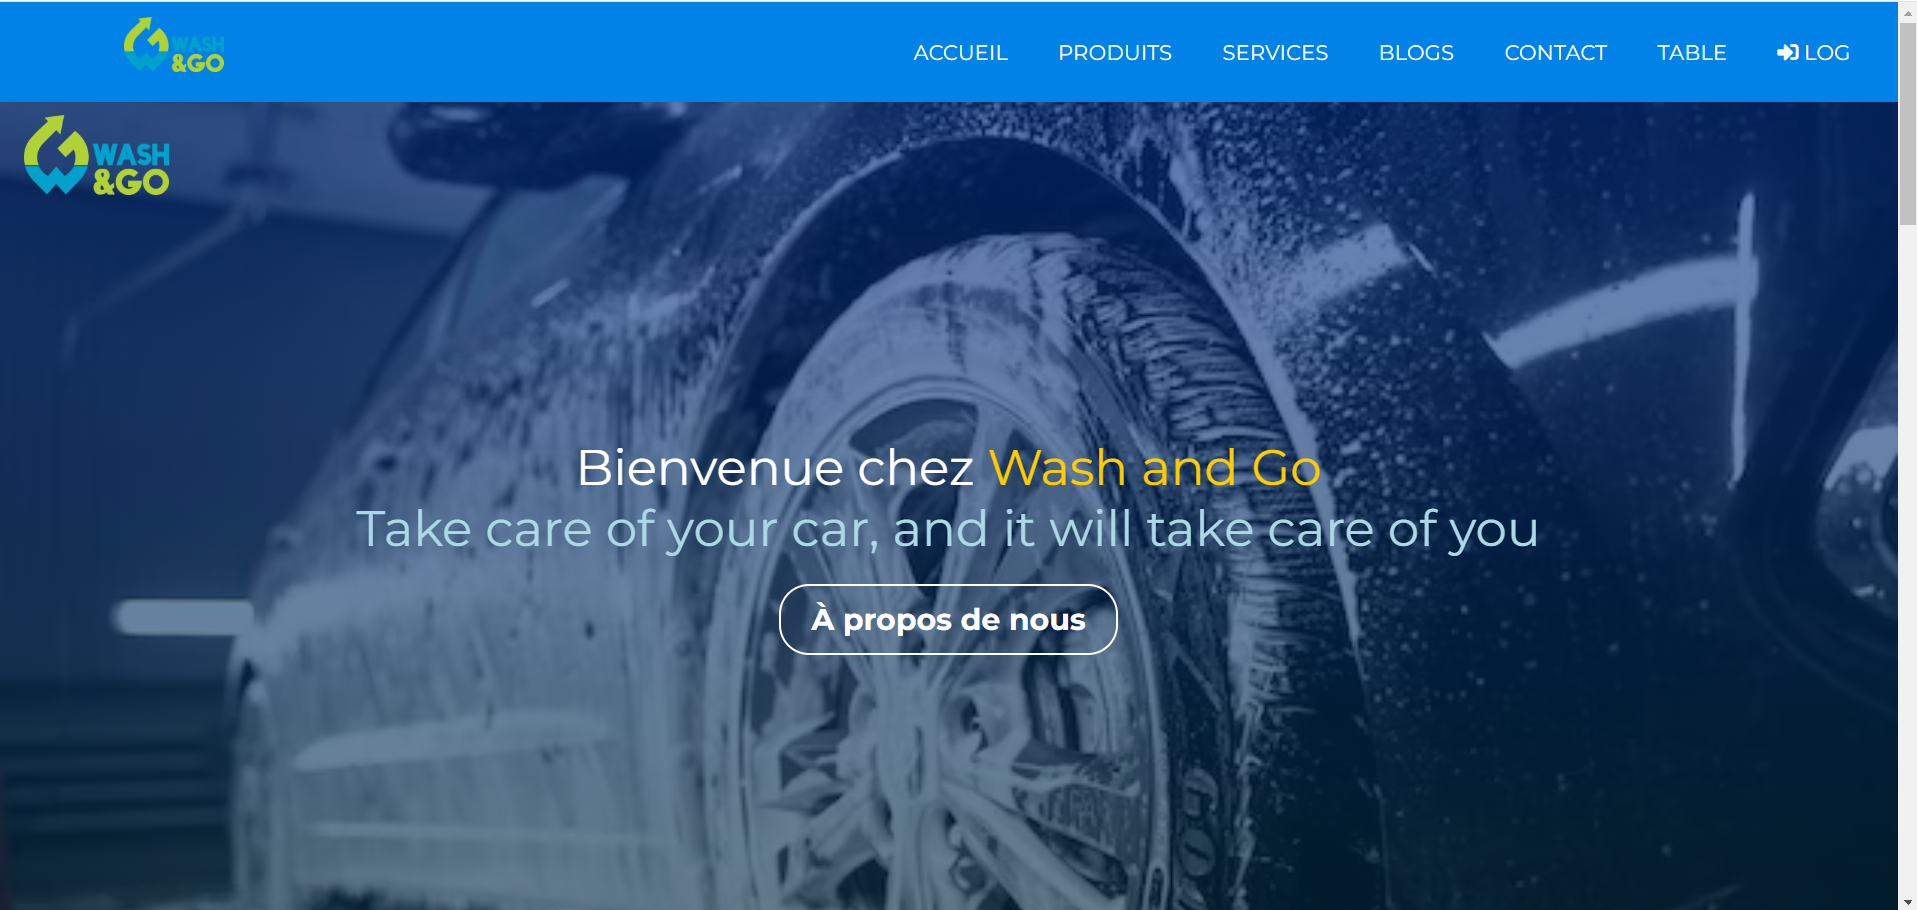 WASH
&GO
ACCUEIL PRODUITS SERVICES BLOGS CONTACT TABLE LOG
WASH
&GO
Bienvenue chez Wash and Go
Take care of your car, and it will take care of you
À propos de nous